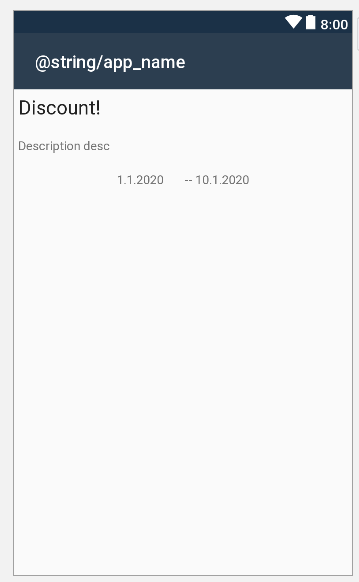 8:00
@string/app_name
Discount!
Description desc
1.1.2020 -- 10.1.2020